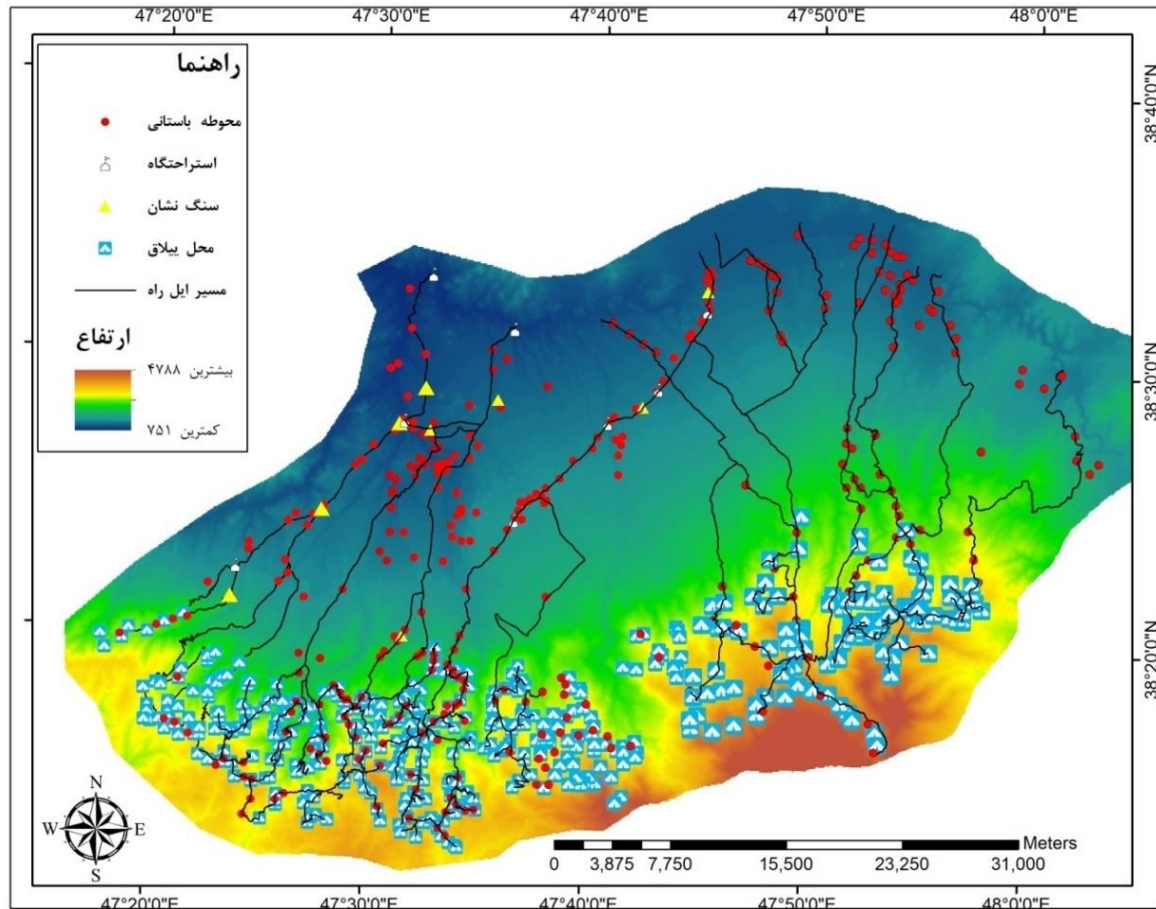 47°20'0"E 47°30'0"E 47°40'0"E 47°50'0"E 48°0'0"E
راهنما
محوطه باستانی
استراحتگاه
سنگ نشان
محل ییلاق
مسیر ایل راه
ارتفاع
بیشترین ۴۷۸۸
کمترین ۷۵۱
38°40'0"N
38°30'0"N
38°20'0"N
N
W E
S
Meters
0 3,875 7,750 15,500 23,250 31,000
47°20'0"E 47°30'0"E 47°40'0"E 47°50'0"E 48°0'0"E